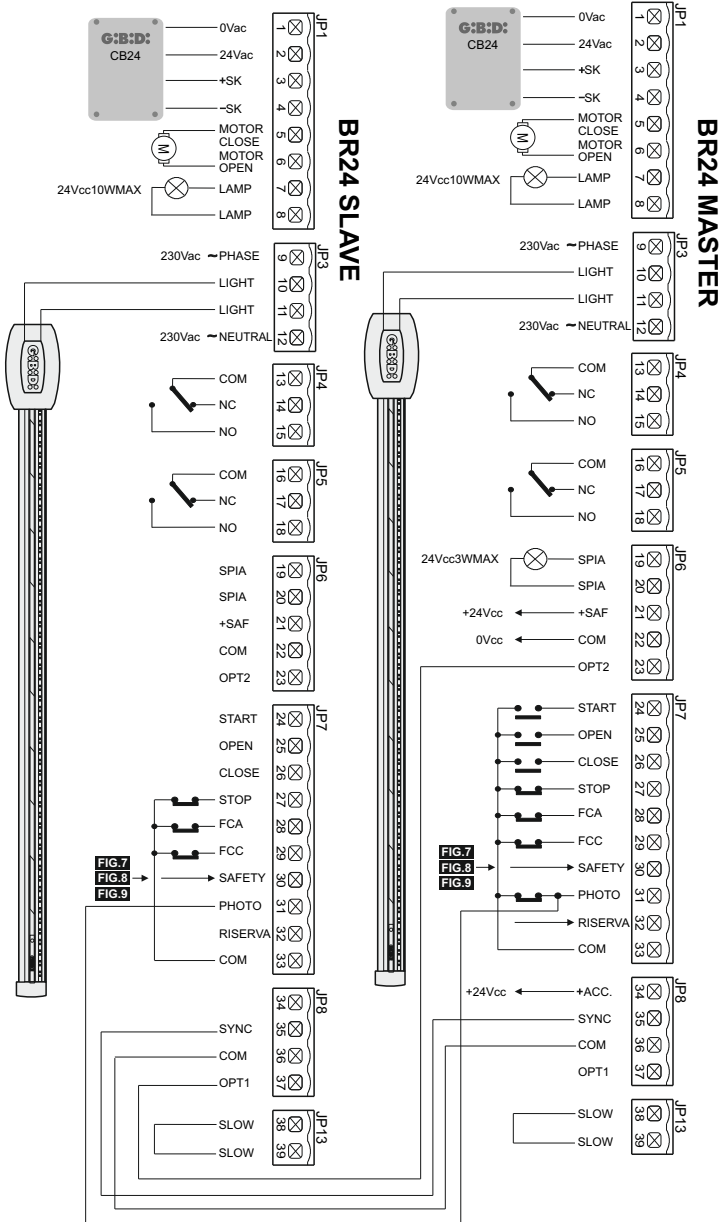 BR24 SLAVE
JP1
G:B:D:
CB24
0Vac 1
24Vac 2
+SK 3
-SK 4
MOTOR CLOSE 5
M
MOTOR OPEN 6
24Vcc10WMAX
LAMP 7
LAMP 8
JP3
230Vac ~PHASE 9
LIGHT 10
LIGHT 11
230Vac ~NEUTRAL 12
G:B:D:
JP4
COM 13
NC 14
NO 15
JP5
COM 16
NC 17
NO 18
JP6
SPIA 19
SPIA 20
+SAF 21
COM 22
OPT2 23
JP7
START 24
OPEN 25
CLOSE 26
STOP 27
FCA 28
FCC 29
FIG.7
FIG.8
FIG.9
SAFETY 30
PHOTO 31
RISERVA 32
COM 33
JP8
34
SYNC 35
COM 36
OPT1 37
JP13
SLOW 38
SLOW 39
BR24 MASTER
JP1
G:B:D:
CB24
0Vac 1
24Vac 2
+SK 3
-SK 4
MOTOR CLOSE 5
M
MOTOR OPEN 6
24Vcc10WMAX
LAMP 7
LAMP 8
JP3
230Vac ~PHASE 9
LIGHT 10
LIGHT 11
230Vac ~NEUTRAL 12
G:B:D:
JP4
COM 13
NC 14
NO 15
JP5
COM 16
NC 17
NO 18
JP6
24Vcc3WMAX
SPIA 19
SPIA 20
+24Vcc +SAF 21
0Vcc COM 22
OPT2 23
JP7
START 24
OPEN 25
CLOSE 26
STOP 27
FCA 28
FCC 29
FIG.7
FIG.8
FIG.9
SAFETY 30
PHOTO 31
RISERVA 32
COM 33
JP8
+24Vcc +ACC. 34
SYNC 35
COM 36
OPT1 37
JP13
SLOW 38
SLOW 39